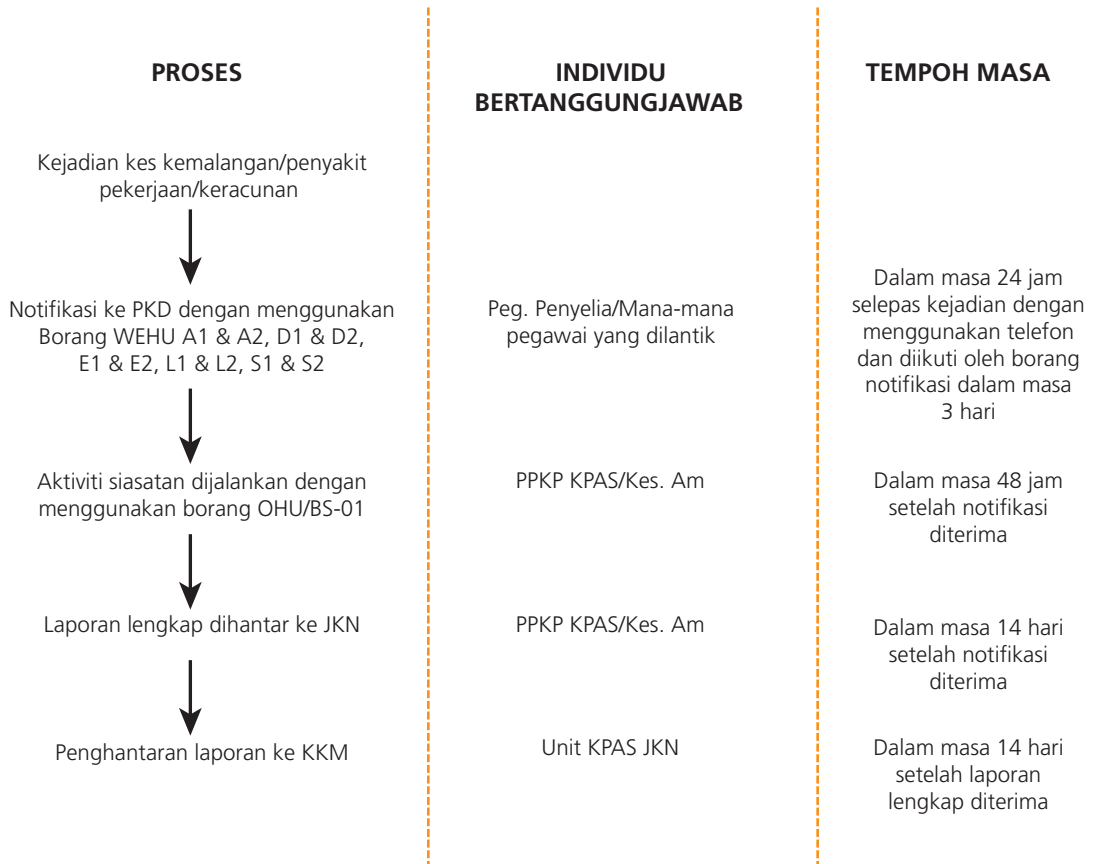 PROSES
INDIVIDU
BERTANGGUNGJAWAB
TEMPOH MASA
Kejadian kes kemalangan/penyakit
pekerjaan/keracunan
Notifikasi ke PKD dengan menggunakan
Borang WEHU A1 & A2, D1 & D2,
E1 & E2, L1 & L2, S1 & S2
Peg. Penyelia/Mana-mana
pegawai yang dilantik
Dalam masa 24 jam
selepas kejadian dengan
menggunakan telefon
dan diikuti oleh borang
notifikasi dalam masa
3 hari
Aktiviti siasatan dijalankan dengan
menggunakan borang OHU/BS-01
PPKP KPAS/Kes. Am
Dalam masa 48 jam
setelah notifikasi
diterima
Laporan lengkap dihantar ke JKN
PPKP KPAS/Kes. Am
Dalam masa 14 hari
setelah notifikasi
diterima
Penghantaran laporan ke KKM
Unit KPAS JKN
Dalam masa 14 hari
setelah laporan
lengkap diterima